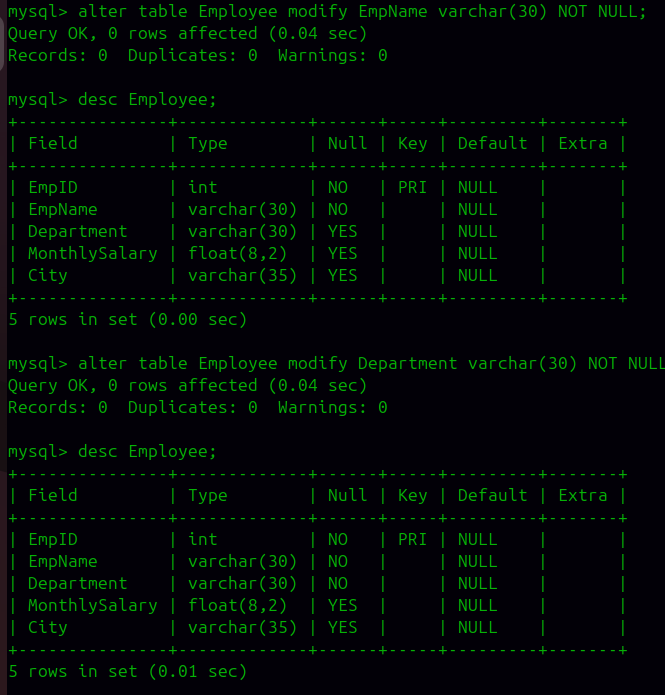 mysql> alter table Employee modify EmpName varchar(30) NOT NULL;
Query OK, 0 rows affected (0.04 sec)
Records: 0  Duplicates: 0  Warnings: 0

mysql> desc Employee;
+---------------+-------------+------+-----+---------+-------+
| Field         | Type        | Null | Key | Default | Extra |
+---------------+-------------+------+-----+---------+-------+
| EmpID         | int         | NO   | PRI | NULL    |       |
| EmpName       | varchar(30) | NO   |     | NULL    |       |
| Department    | varchar(30) | YES  |     | NULL    |       |
| MonthlySalary | float(8,2)  | YES  |     | NULL    |       |
| City          | varchar(35) | YES  |     | NULL    |       |
+---------------+-------------+------+-----+---------+-------+
5 rows in set (0.00 sec)

mysql> alter table Employee modify Department varchar(30) NOT NULL
Query OK, 0 rows affected (0.04 sec)
Records: 0  Duplicates: 0  Warnings: 0

mysql> desc Employee;
+---------------+-------------+------+-----+---------+-------+
| Field         | Type        | Null | Key | Default | Extra |
+---------------+-------------+------+-----+---------+-------+
| EmpID         | int         | NO   | PRI | NULL    |       |
| EmpName       | varchar(30) | NO   |     | NULL    |       |
| Department    | varchar(30) | NO   |     | NULL    |       |
| MonthlySalary | float(8,2)  | YES  |     | NULL    |       |
| City          | varchar(35) | YES  |     | NULL    |       |
+---------------+-------------+------+-----+---------+-------+
5 rows in set (0.01 sec)